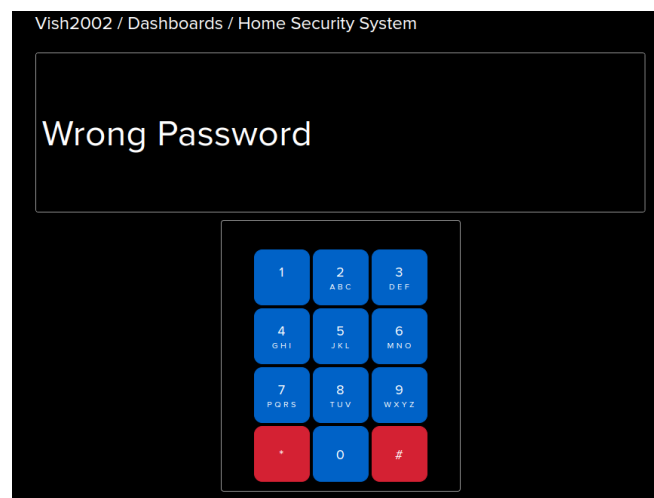 Vish2002 / Dashboards / Home Security System
Wrong Password
1 2 3
ABC DEF
4 5 6
GHI JKL MNO
7 8 9
PQRS TUV WXYZ
* 0 #